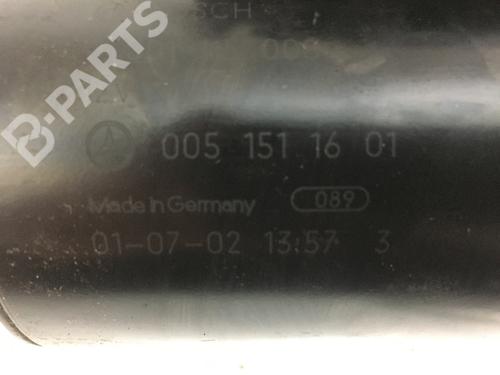 B-PARTS
005 151 16 01
Made in Germany 089
01-07-02 13:57 3